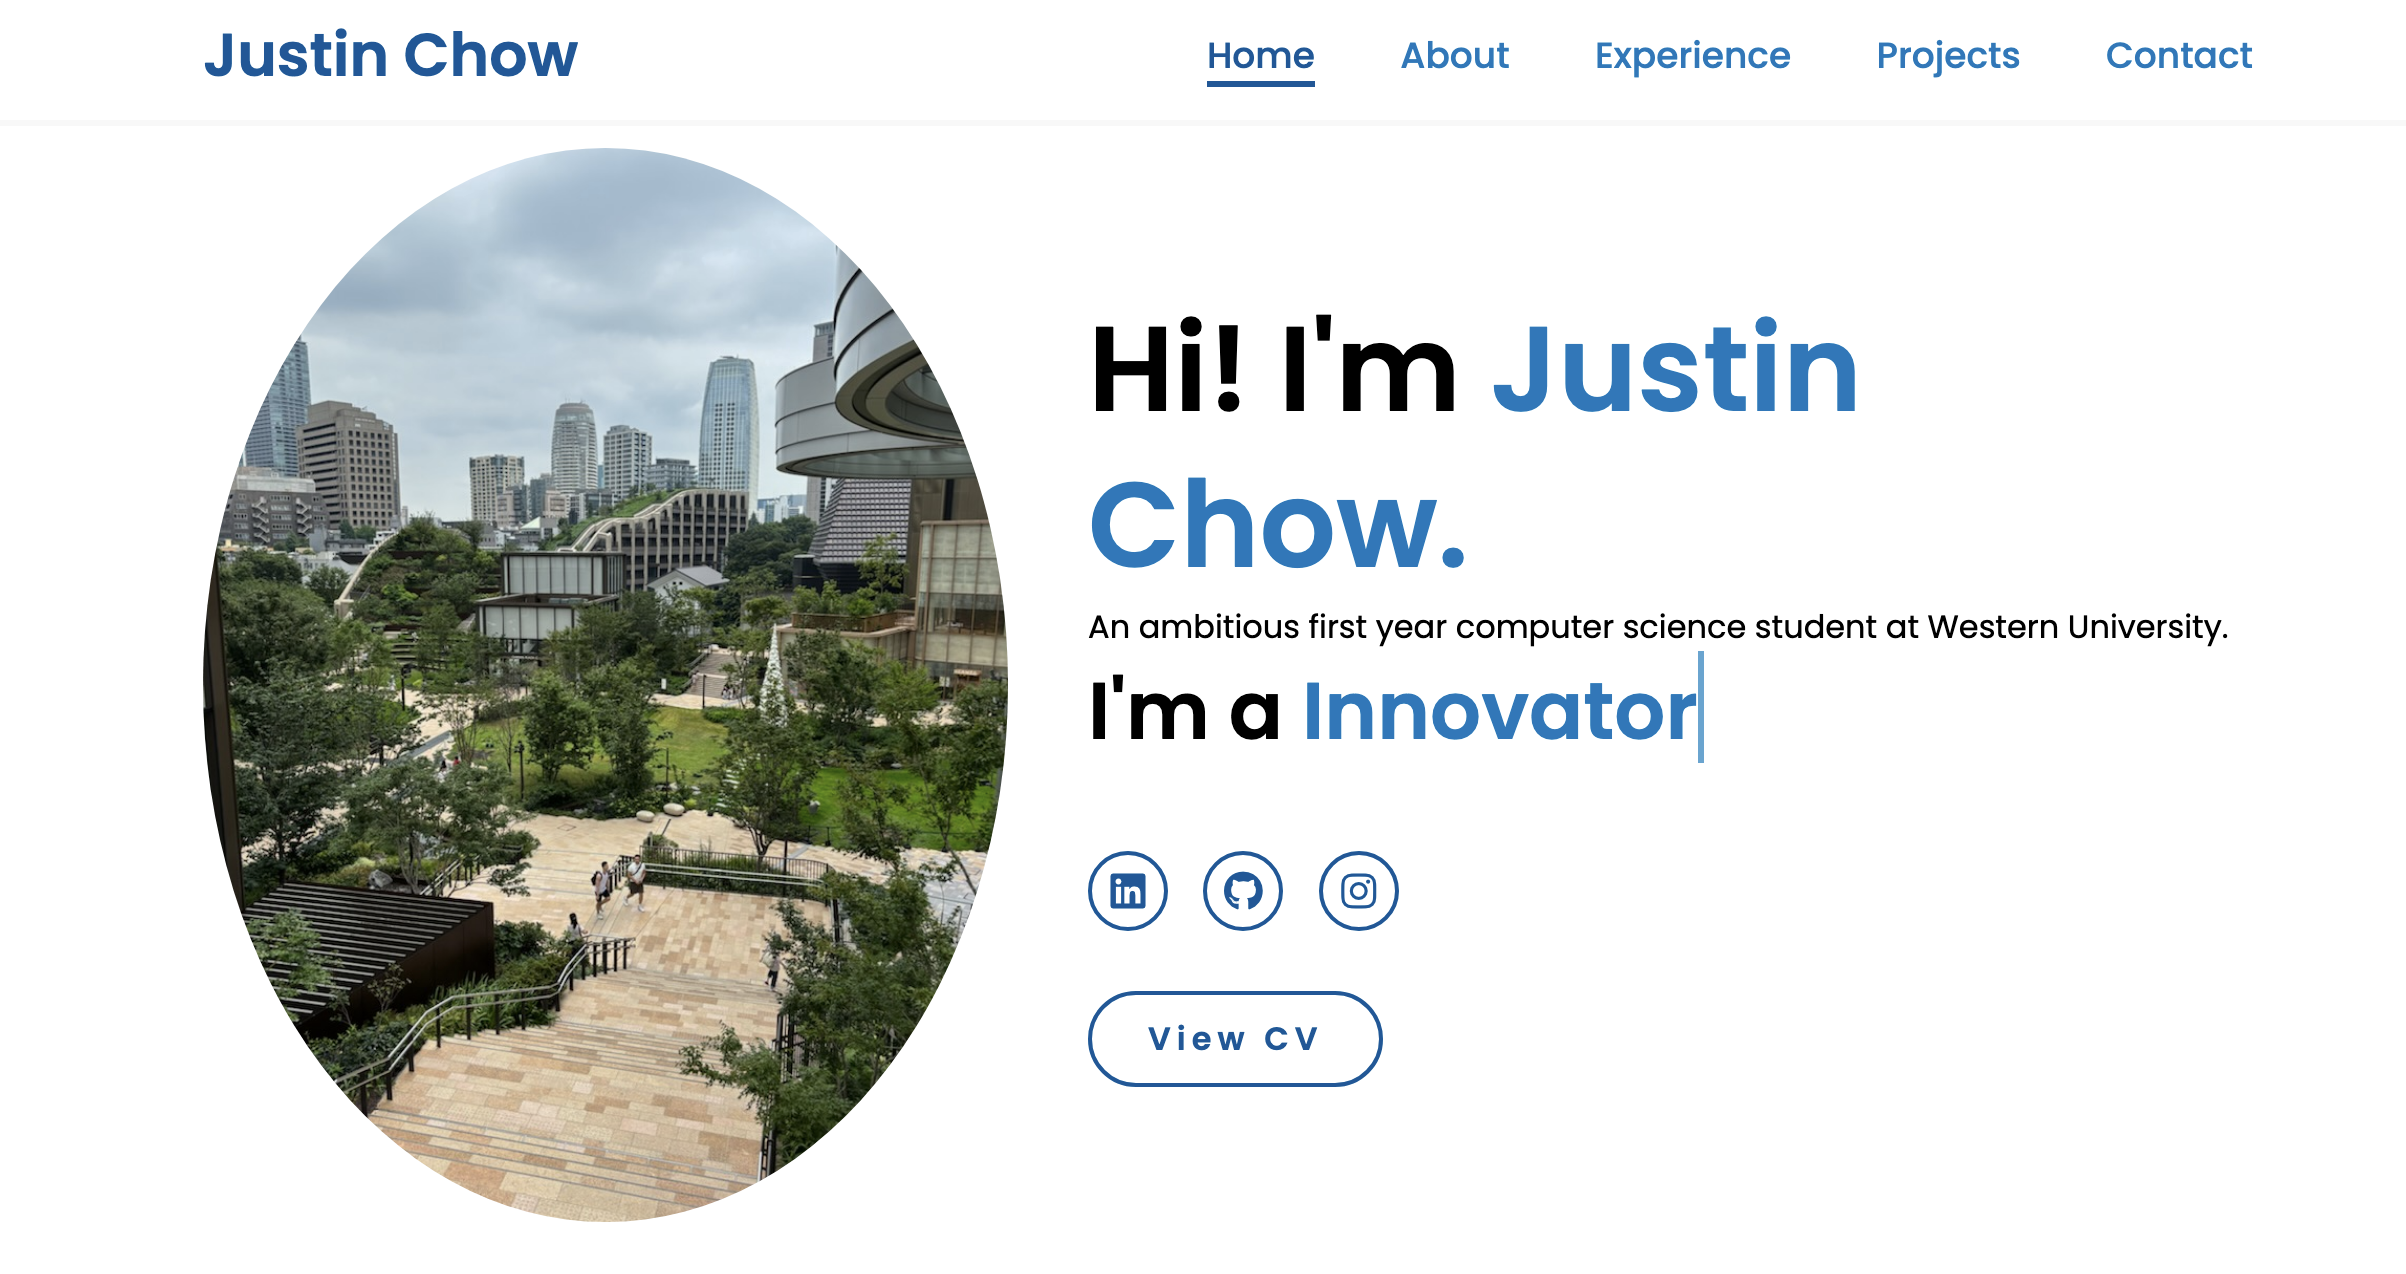 Justin Chow
Home About Experience Projects Contact
Hi! I'm Justin
Chow.
An ambitious first year computer science student at Western University.
I'm a Innovator
in
View CV